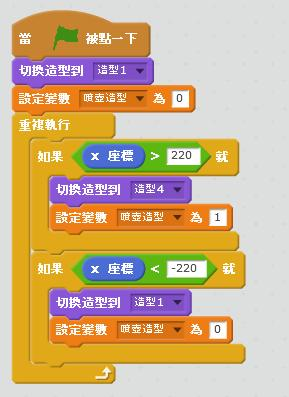 當 被點一下
切換造型到 造型1
設定變數 噴壺造型 為 0
重複執行
如果 x 座標 > 220 就
切換造型到 造型4
設定變數 噴壺造型 為 1
如果 x 座標 < -220 就
切換造型到 造型1
設定變數 噴壺造型 為 0